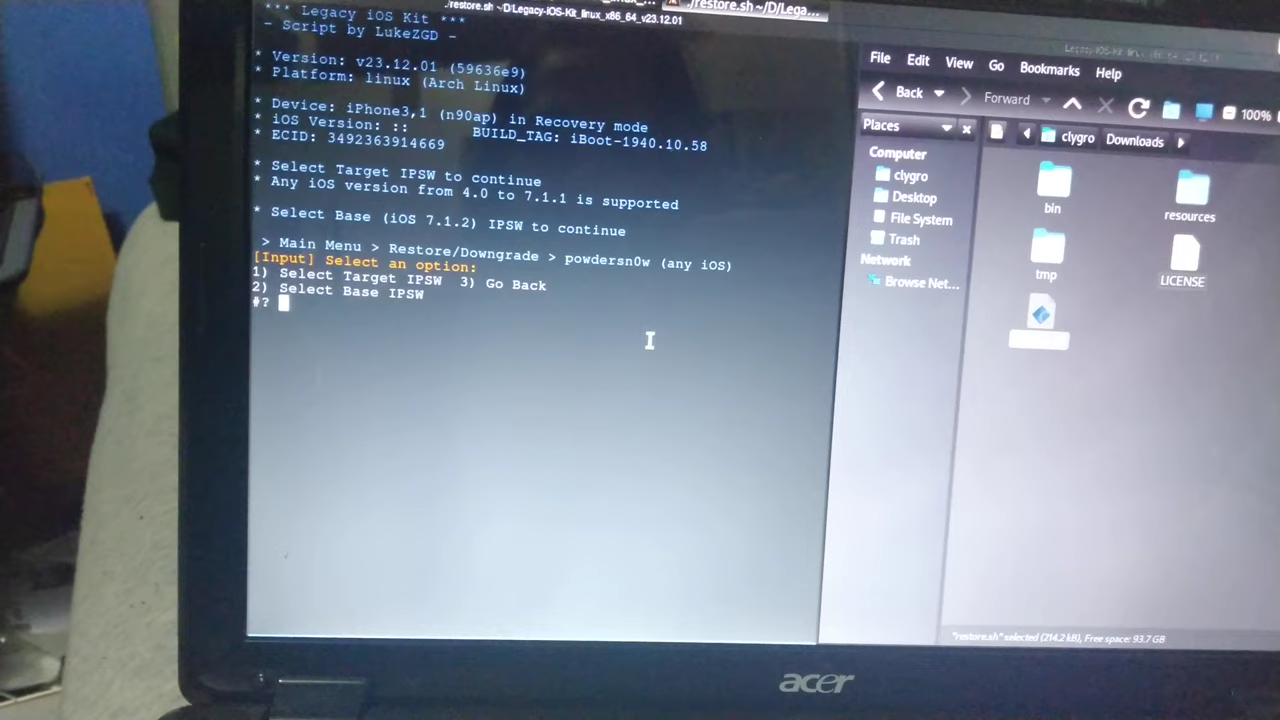 *** Legacy iOS Kit ***
- Script by LukeZGD -
* Version: v23.12.01 (59636e9)
* Platform: linux (Arch Linux)
* Device: iPhone3,1 (n90ap) in Recovery mode
* iOS Version: :: BUILD_TAG: iBoot-1940.10.58
* ECID: 3492363914669
* Select Target IPSW to continue
* Any iOS version from 4.0 to 7.1.1 is supported
* Select Base (iOS 7.1.2) IPSW to continue
> Main Menu > Restore/Downgrade > powdersn0w (any iOS)
[Input] Select an option:
1) Select Target IPSW 3) Go Back
2) Select Base IPSW
#?
./restore.sh ~/D/Legacy-iOS-Kit_linux_x86_64_v23.12.01
./restore.sh ~/D/Lega...
File Edit View Go Bookmarks Help
Back Forward 100%
Places
clygro Downloads
Computer
clygro
Desktop
File System
Trash
Network
Browse Net...
bin
resources
tmp
LICENSE
"restore.sh" selected (214.2 kB), Free space: 93.7 GB
acer